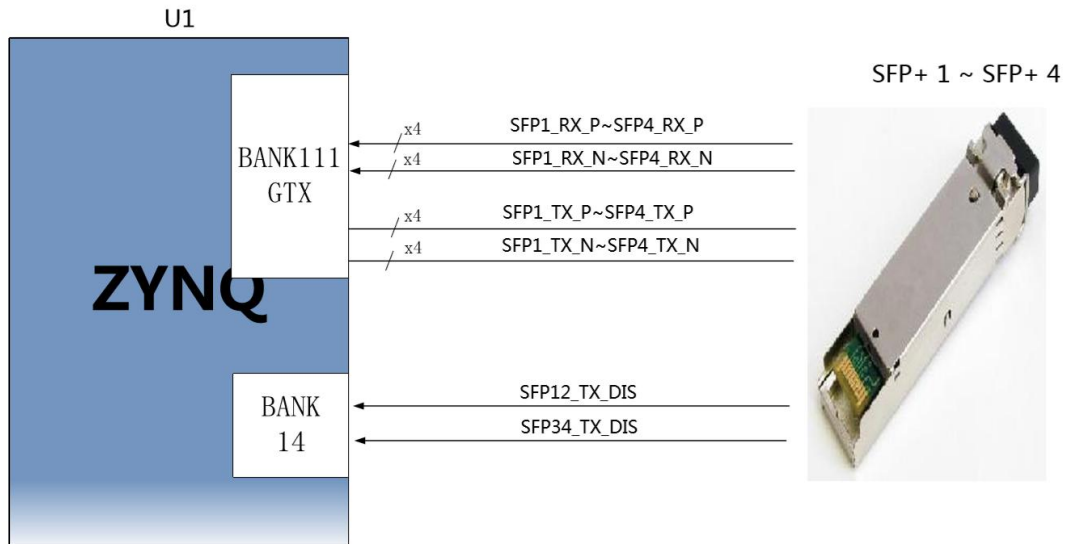 U1
SFP+ 1 ~ SFP+ 4
x4
SFP1_RX_P~SFP4_RX_P
x4
SFP1_RX_N~SFP4_RX_N
BANK111
GTX
x4
SFP1_TX_P~SFP4_TX_P
x4
SFP1_TX_N~SFP4_TX_N
ZYNQ
SFP12_TX_DIS
BANK
14
SFP34_TX_DIS